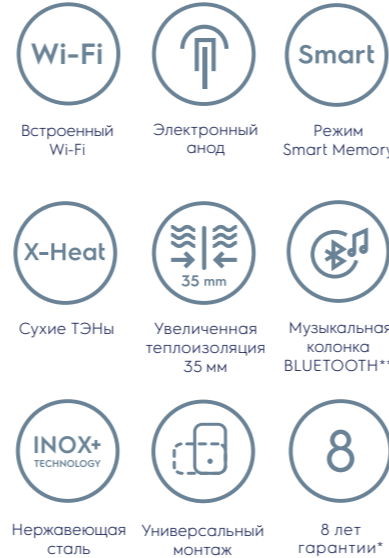 Wi-Fi
Smart
Встроенный
Wi-Fi
Электронный
анод
Режим
Smart Memory
X-Heat
35 mm
Сухие ТЭНы
Увеличенная
теплоизоляция
35 мм
Музыкальная
колонка
BLUETOOTH**
INOX+
TECHNOLOGY
8
Нержавеющая
сталь
Универсальный
монтаж
8 лет
гарантии*